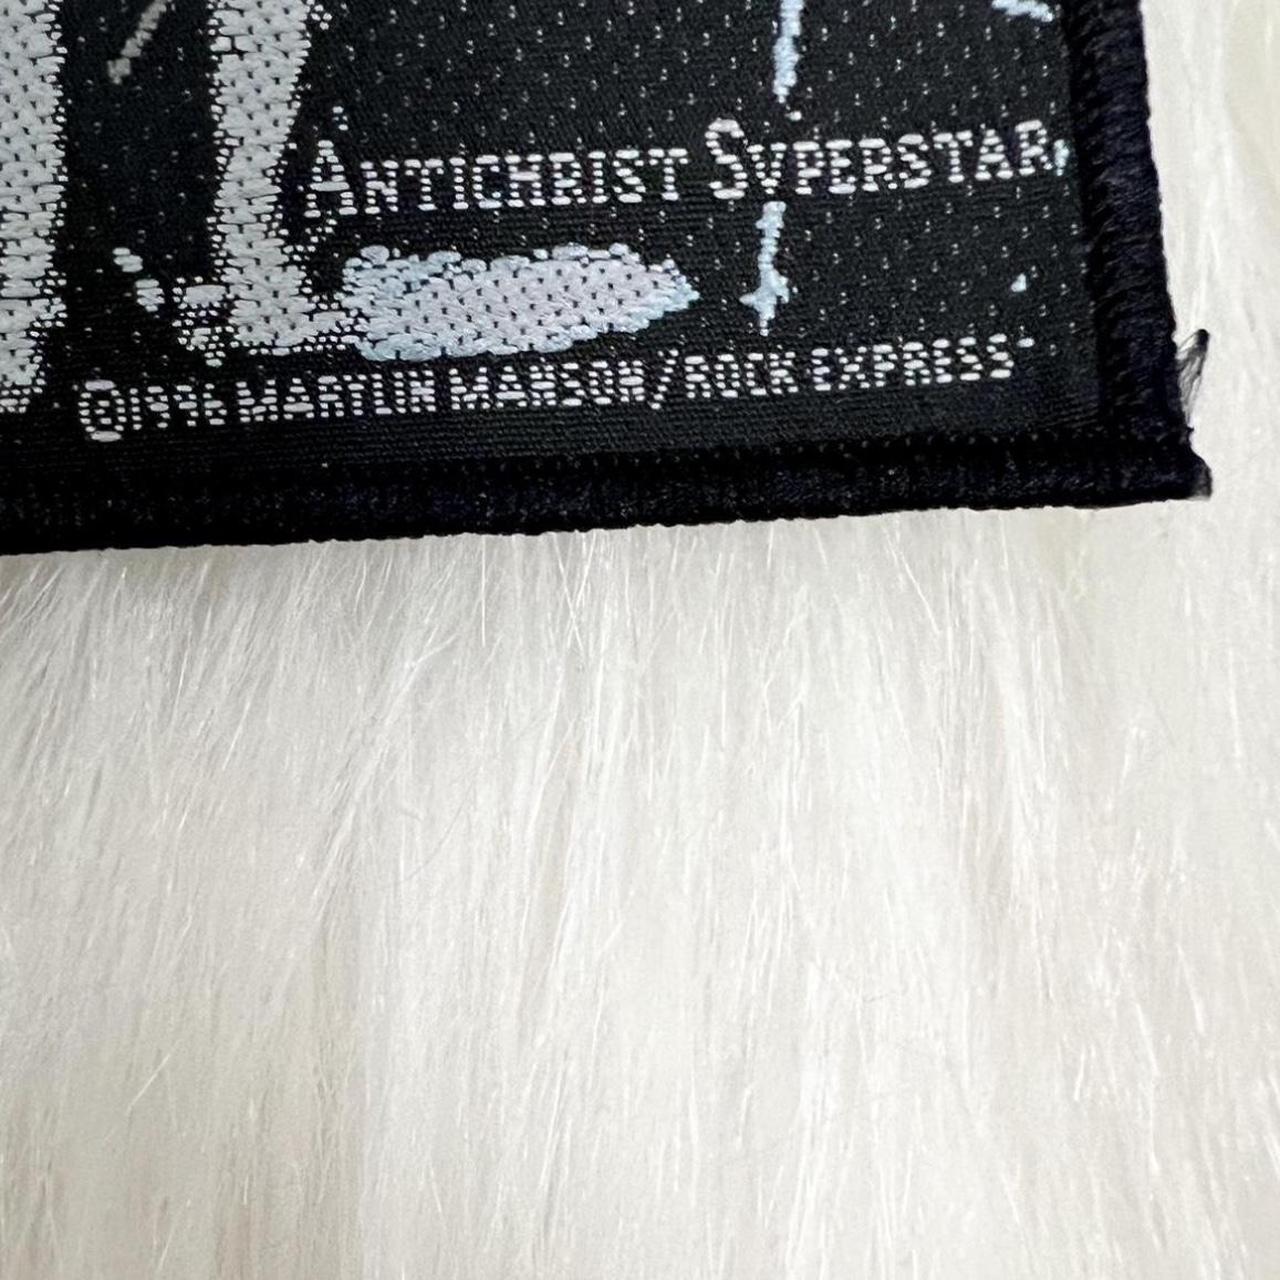 ANTICHRIST SVPERSTAR
©1996 MARILYN MANSON/ROCK EXPRESS